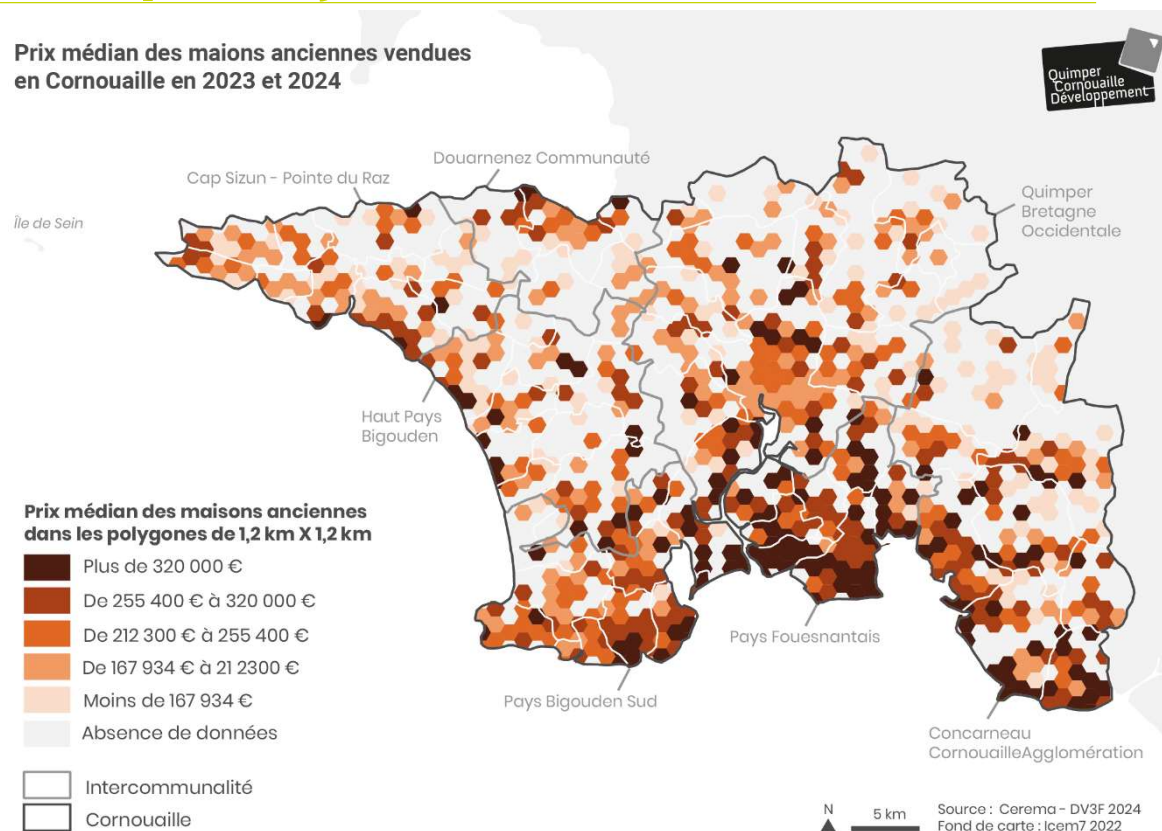 Prix médian des maions anciennes vendues
en Cornouaille en 2023 et 2024
Quimper
Cornouaille
Développement
Douarnenez Communauté
Cap Sizun - Pointe du Raz
Île de Sein
Quimper
Bretagne
Occidentale
Haut Pays
Bigouden
Prix médian des maisons anciennes
dans les polygones de 1,2 km X 1,2 km
Plus de 320 000 €
De 255 400 € à 320 000 €
De 212 300 € à 255 400 €
De 167 934 € à 21 2300 €
Moins de 167 934 €
Absence de données
Intercommunalité
Cornouaille
Pays Fouesnantais
Pays Bigouden Sud
Concarneau
CornouailleAgglomération
N
5 km
Source : Cerema - DV3F 2024
Fond de carte : Icem7 2022